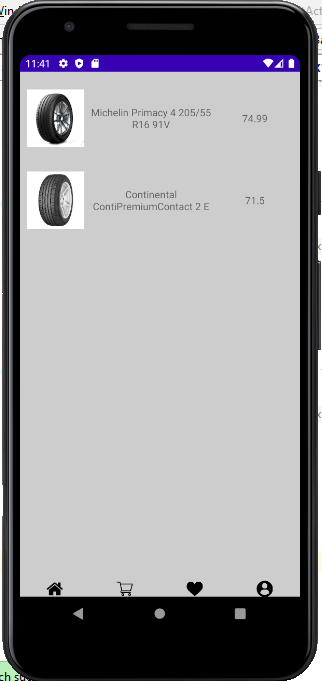 11:41
Michelin Primacy 4 205/55
R16 91V
74.99
Continental
ContiPremiumContact 2 E
71.5